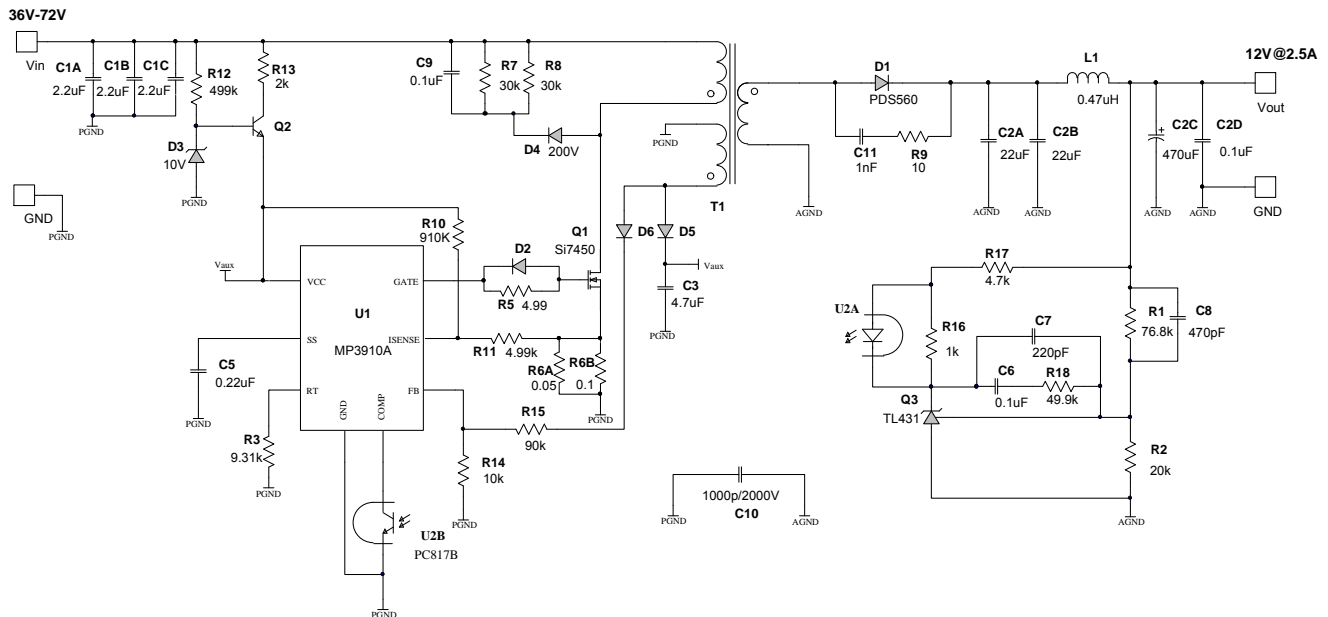 36V-72V
Vin
C1A
2.2uF
C1B
2.2uF
C1C
2.2uF
PGND
R12
499k
R13
2k
Q2
D3
10V
PGND
GND
PGND
C9
0.1uF
R7
30k
R8
30k
D4
200V
PGND
T1
D1
PDS560
C11
1nF
R9
10
AGND
C2A
22uF
AGND
C2B
22uF
AGND
L1
0.47uH
12V@2.5A
Vout
C2C
470uF
C2D
0.1uF
AGND
AGND
GND
R10
910K
Q1
Si7450
D2
R5
4.99
D6
D5
Vaux
C3
4.7uF
PGND
Vaux
VCC
GATE
U1
MP3910A
SS
ISENSE
RT
FB
GND
COMP
C5
0.22uF
PGND
R3
9.31k
PGND
R11
4.99k
R6A
0.05
R6B
0.1
PGND
R15
90k
R14
10k
PGND
U2B
PC817B
PGND
1000p/2000V
C10
PGND
AGND
R17
4.7k
U2A
R16
1k
C7
220pF
C6
0.1uF
R18
49.9k
Q3
TL431
R1
76.8k
C8
470pF
R2
20k
AGND